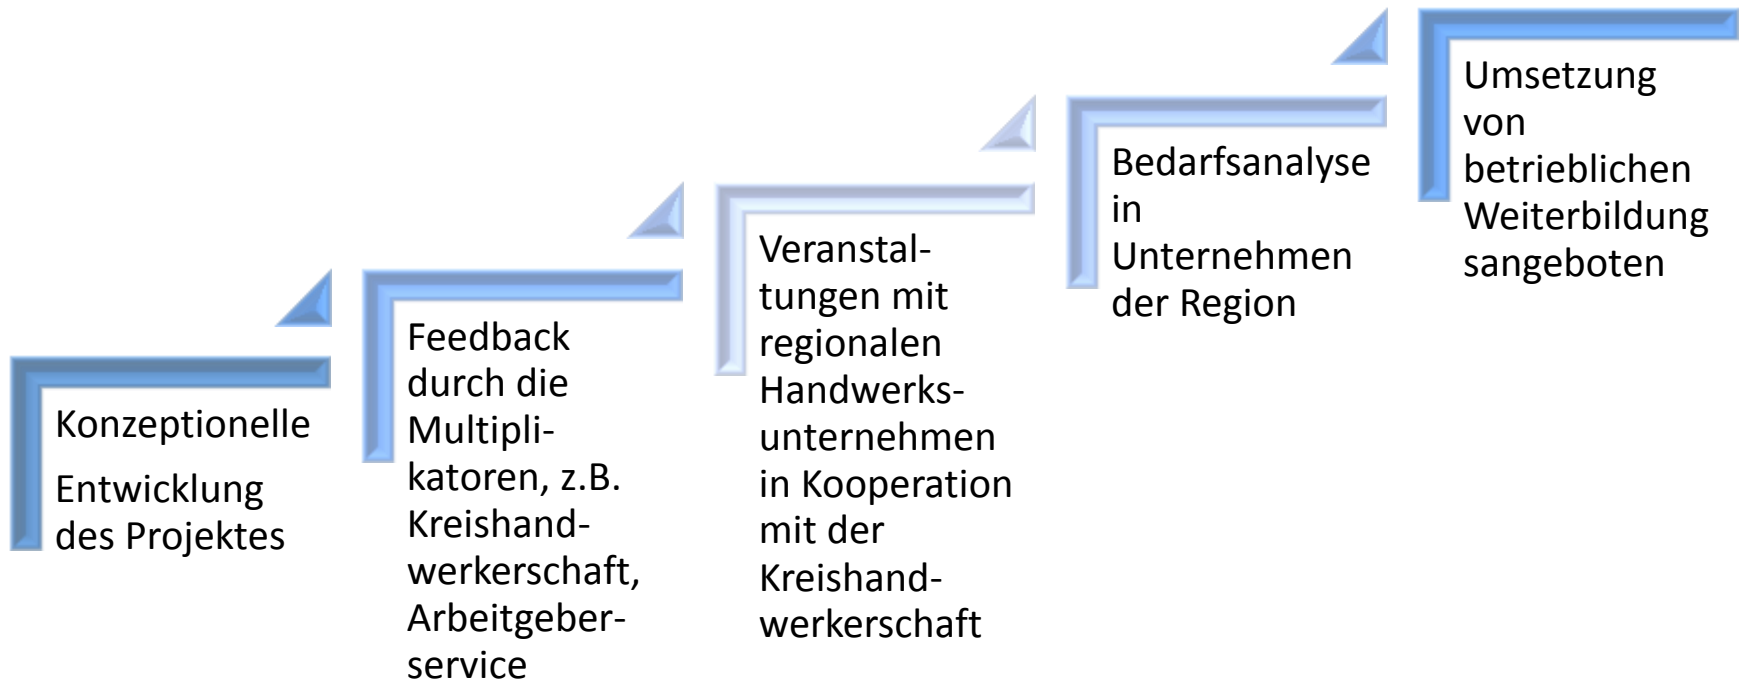 Konzeptionelle
Entwicklung
des Projektes
Feedback
durch die
Multipli-
katoren, z.B.
Kreishand-
werkerschaft,
Arbeitgeber-
service
Veranstal-
tungen mit
regionalen
Handwerks-
unternehmen
in Kooperation
mit der
Kreishand-
werkerschaft
Bedarfsanalyse
in
Unternehmen
der Region
Umsetzung
von
betrieblichen
Weiterbildung
sangeboten